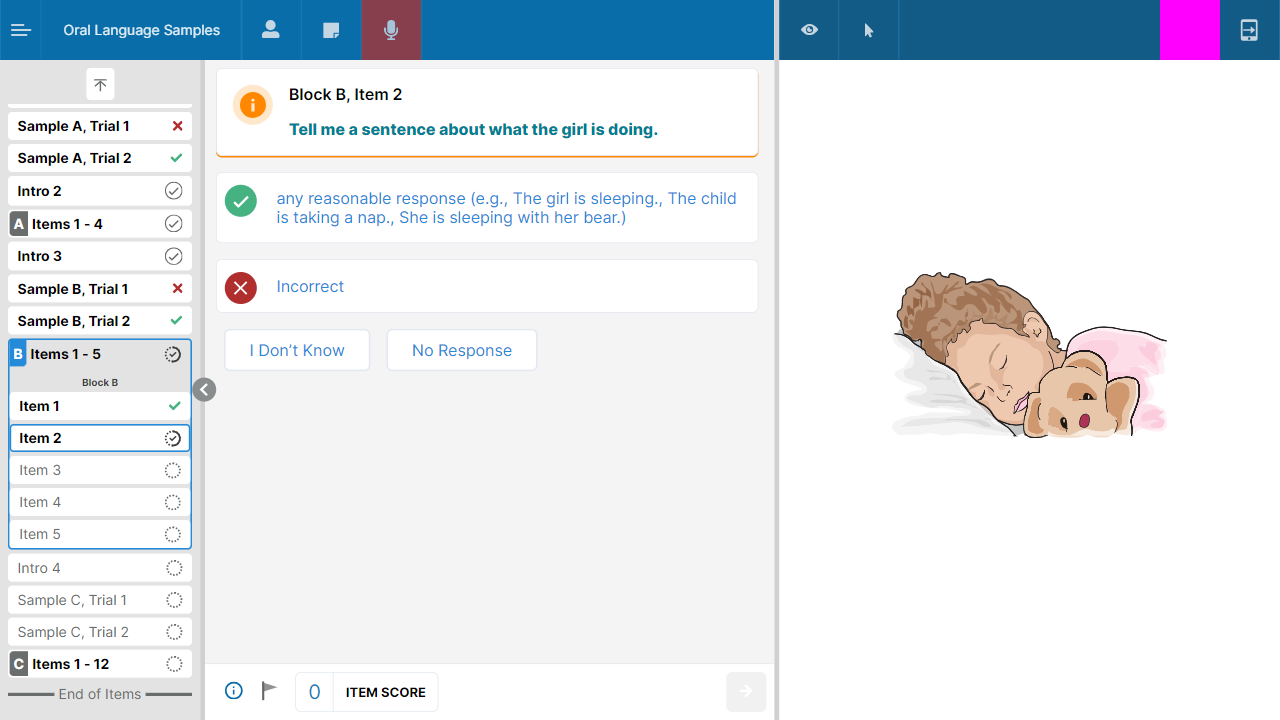 Oral Language Samples
Sample A, Trial 1
Sample A, Trial 2
Intro 2
A Items 1 - 4
Intro 3
Sample B, Trial 1
Sample B, Trial 2
B Items 1 - 5
Block B
Item 1
Item 2
Item 3
Item 4
Item 5
Intro 4
Sample C, Trial 1
Sample C, Trial 2
C Items 1 - 12
End of Items
Block B, Item 2
Tell me a sentence about what the girl is doing.
any reasonable response (e.g., The girl is sleeping., The child
is taking a nap., She is sleeping with her bear.)
Incorrect
I Don’t Know
No Response
0 ITEM SCORE